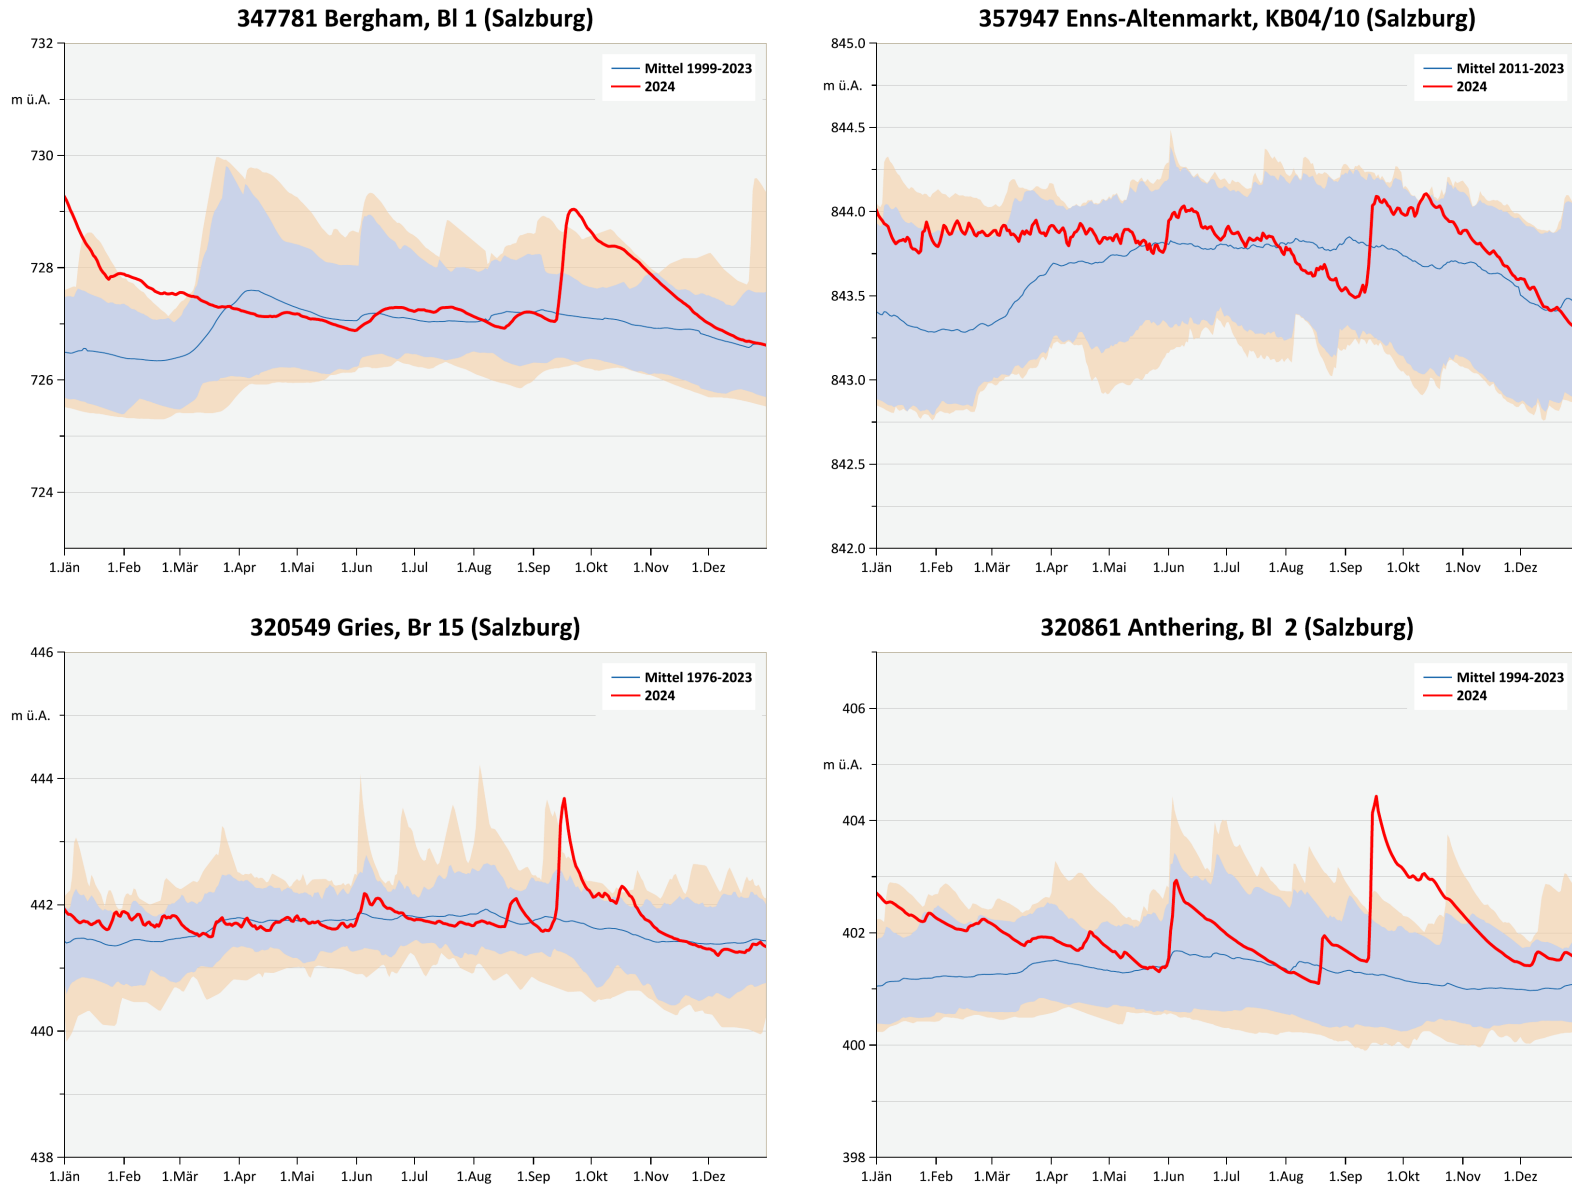 347781 Bergham, Bl 1 (Salzburg)
732
m ü.A.
730
728
726
724
Mittel 1999-2023
2024
1.Jän 1.Feb 1.Mär 1.Apr 1.Mai 1.Jun 1.Jul 1.Aug 1.Sep 1.Okt 1.Nov 1.Dez
357947 Enns-Altenmarkt, KB04/10 (Salzburg)
845.0
m ü.A.
844.5
844.0
843.5
843.0
842.5
842.0
Mittel 2011-2023
2024
1.Jän 1.Feb 1.Mär 1.Apr 1.Mai 1.Jun 1.Jul 1.Aug 1.Sep 1.Okt 1.Nov 1.Dez
320549 Gries, Br 15 (Salzburg)
446
m ü.A.
444
442
440
438
Mittel 1976-2023
2024
1.Jän 1.Feb 1.Mär 1.Apr 1.Mai 1.Jun 1.Jul 1.Aug 1.Sep 1.Okt 1.Nov 1.Dez
320861 Anthering, Bl  2 (Salzburg)
406
m ü.A.
404
402
400
398
Mittel 1994-2023
2024
1.Jän 1.Feb 1.Mär 1.Apr 1.Mai 1.Jun 1.Jul 1.Aug 1.Sep 1.Okt 1.Nov 1.Dez